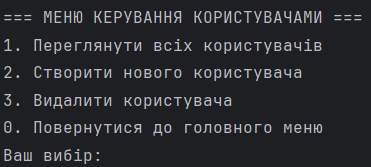 === МЕНЮ КЕРУВАННЯ КОРИСТУВАЧАМИ ===
1. Переглянути всіх користувачів
2. Створити нового користувача
3. Видалити користувача
0. Повернутися до головного меню
Ваш вибір: